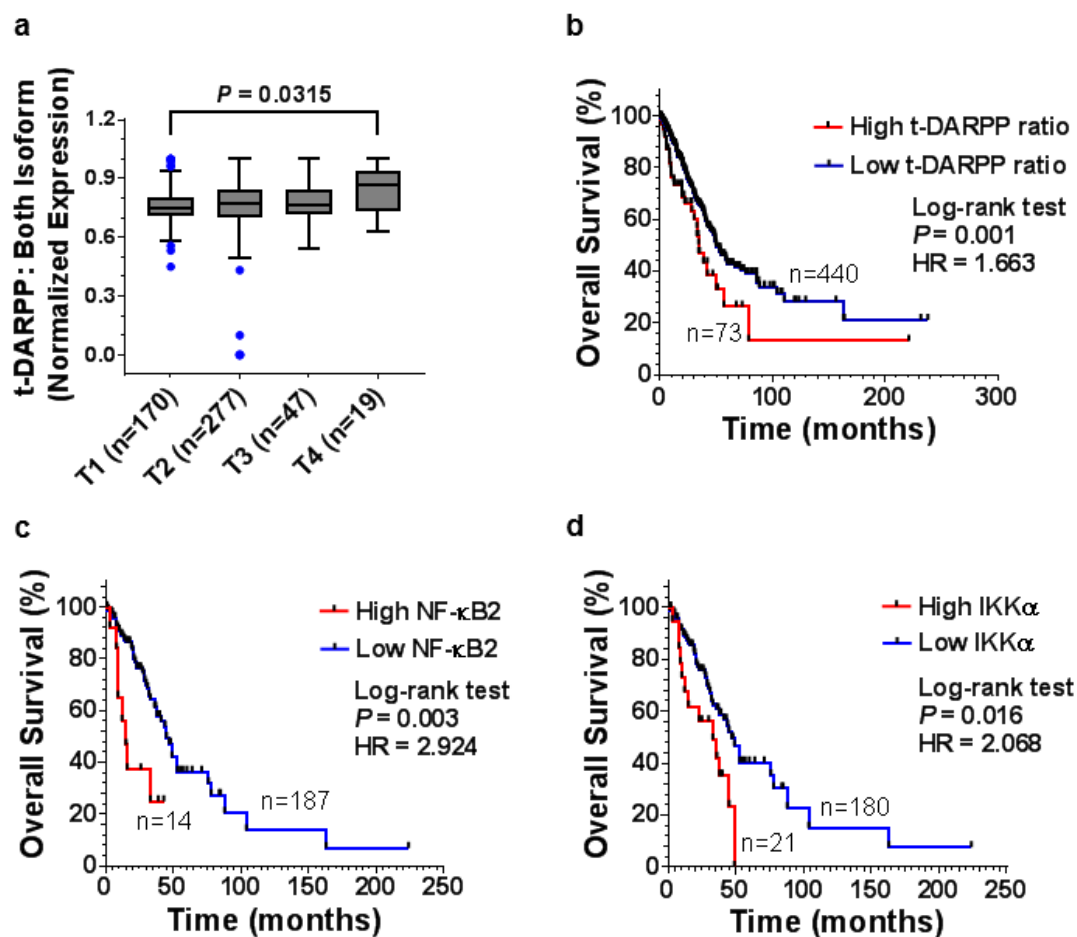 a
P = 0.0315
t-DARPP : Both Isoform
(Normalized Expression)
1.2
0.9
0.6
0.3
0.0
T1 (n=170)
T2 (n=277)
T3 (n=47)
T4 (n=19)
b
Overall Survival (%)
100
80
60
40
20
0
High t-DARPP ratio
Low t-DARPP ratio
Log-rank test
P = 0.001
HR = 1.663
n=440
n=73
0 100 200 300
Time (months)
c
Overall Survival (%)
100
80
60
40
20
0
High NF-κB2
Low NF-κB2
Log-rank test
P = 0.003
HR = 2.924
n=187
n=14
0 50 100 150 200 250
Time (months)
d
Overall Survival (%)
100
80
60
40
20
0
High IKKα
Low IKKα
Log-rank test
P = 0.016
HR = 2.068
n=180
n=21
0 50 100 150 200 250
Time (months)